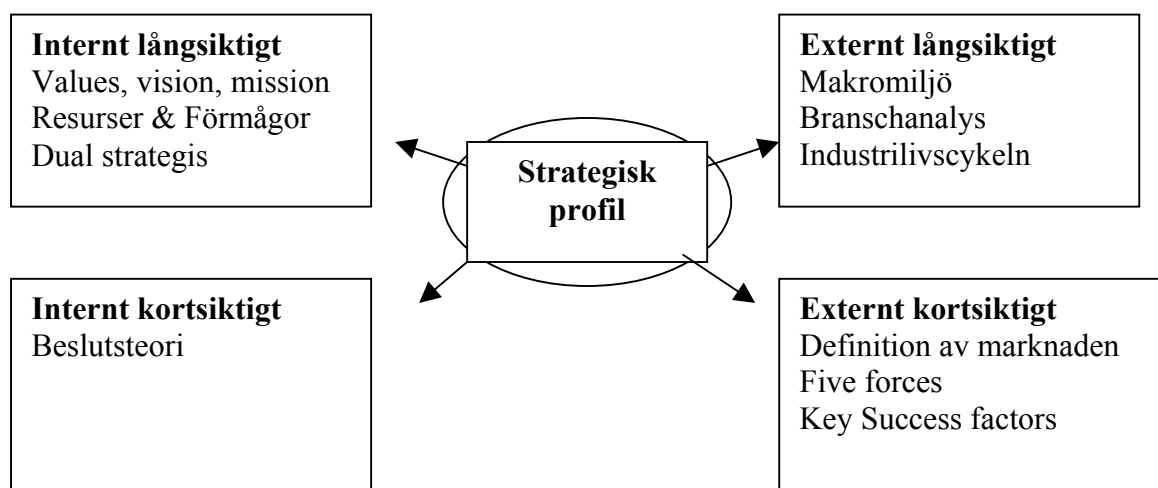 Internt långsiktigt
Values, vision, mission
Resurser & Förmågor
Dual strategis
Externt långsiktigt
Makromiljö
Branschanalys
Industrilivscykeln
Strategisk
profil
Internt kortsiktigt
Beslutsteori
Externt kortsiktigt
Definition av marknaden
Five forces
Key Success factors